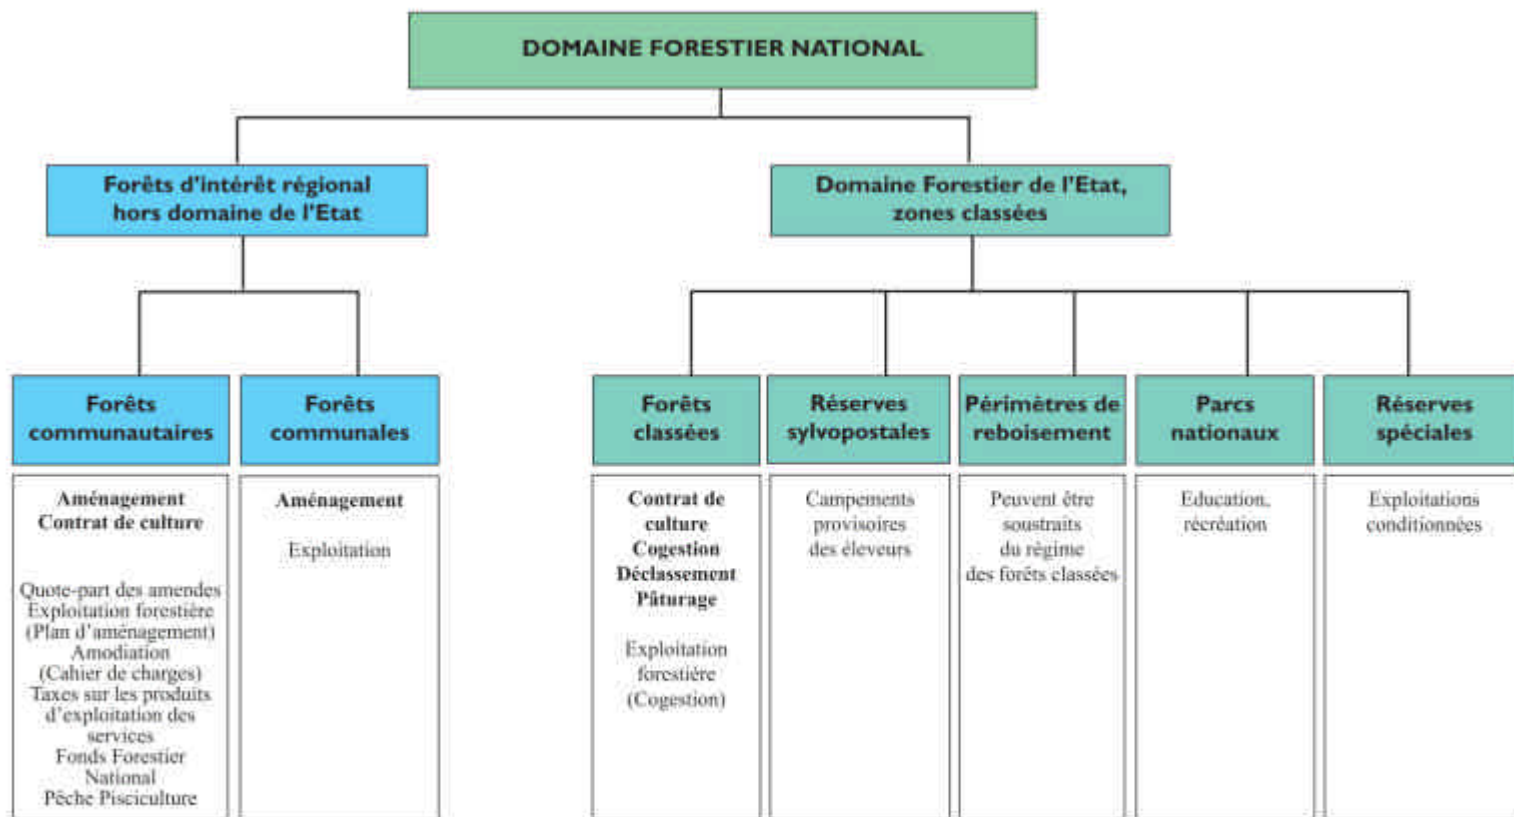 DOMAINE FORESTIER NATIONAL
Forêts d'intérêt régional
hors domaine de l'Etat
Domaine Forestier de l'Etat,
zones classées
Forêts
communautaires
Forêts
communales
Forêts
classées
Réserves
sylvopostales
Périmètres de
reboisement
Parcs
nationaux
Réserves
spéciales
Aménagement
Contrat de culture
Quote-part des amendes
Exploitation forestière
(Plan d'aménagement)
Amodiation
(Cahier de charges)
Taxes sur les produits
d'exploitation des
services
Fonds Forestier
National
Pêche Pisciculture
Aménagement
Exploitation
Contrat de
culture
Cogestion
Déclassement
Pâturage
Exploitation
forestière
(Cogestion)
Campements
provisoires
des éleveurs
Peuvent être
soustraits
du régime
des forêts classées
Education,
récréation
Exploitations
conditionnées